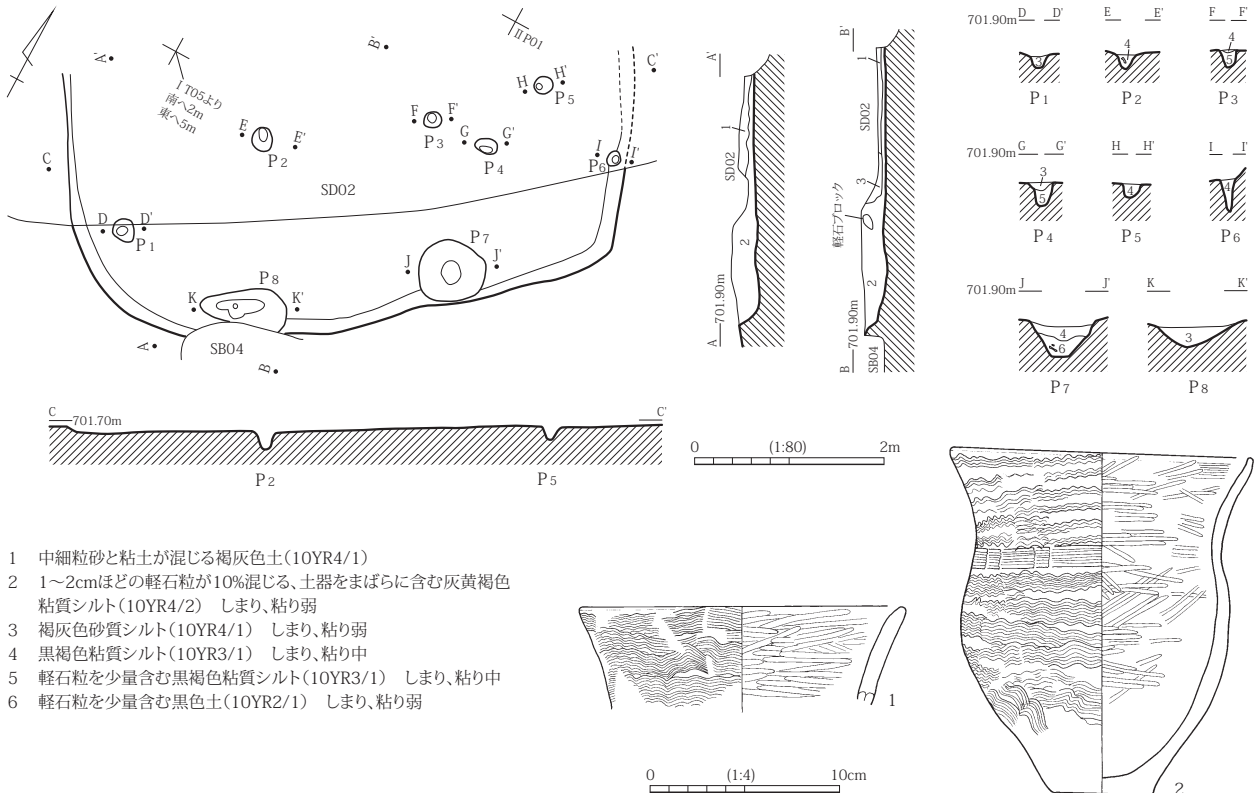 A'
I T05より
南へ2m
東へ5m
B'
II P01
C'
H H'
P5
F F'
P3
G G'
P4
E E'
P2
I I'
P6
C
SD02
D D'
P1
P7
J J'
P8
K K'
A
SB04
B
A'
1
SD02
2
701.90m
A
B'
1
SD02
3
軽石ブロック
2
701.90m
B
SB04
701.90m D D' E E' F F'
3 4 4 5
P1 P2 P3
701.90m G G' H H' I I'
3 5 4 4
P4 P5 P6
701.90m J J' K K'
4 6 3
P7 P8
C 701.70m C'
P2 P5
0 (1:80) 2m
1 中細粒砂と粘土が混じる褐灰色土(10YR4/1)
2 1〜2cmほどの軽石粒が10%混じる、土器をまばらに含む灰黄褐色
粘質シルト(10YR4/2) しまり、粘り弱
3 褐灰色砂質シルト(10YR4/1) しまり、粘り弱
4 黒褐色粘質シルト(10YR3/1) しまり、粘り中
5 軽石粒を少量含む黒褐色粘質シルト(10YR3/1) しまり、粘り中
6 軽石粒を少量含む黒色土(10YR2/1) しまり、粘り弱
1
2
0 (1:4) 10cm